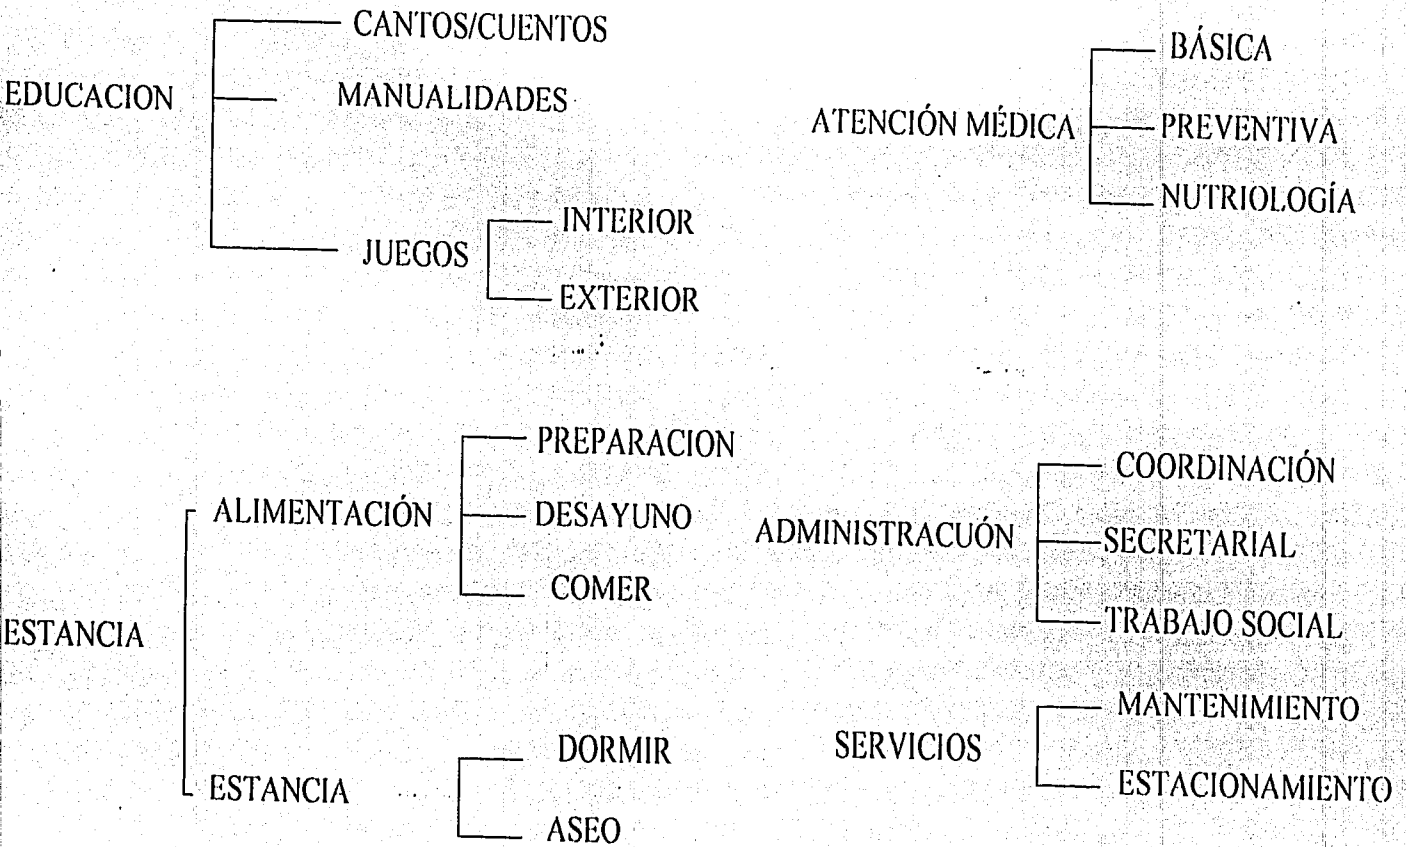 EDUCACION
CANTOS/CUENTOS
MANUALIDADES
JUEGOS
INTERIOR
EXTERIOR
ATENCIÓN MÉDICA
BÁSICA
PREVENTIVA
NUTRIOLOGÍA
ESTANCIA
ALIMENTACIÓN
PREPARACION
DESAYUNO
COMER
ESTANCIA
DORMIR
ASEO
ADMINISTRACUÓN
COORDINACIÓN
SECRETARIAL
TRABAJO SOCIAL
SERVICIOS
MANTENIMIENTO
ESTACIONAMIENTO